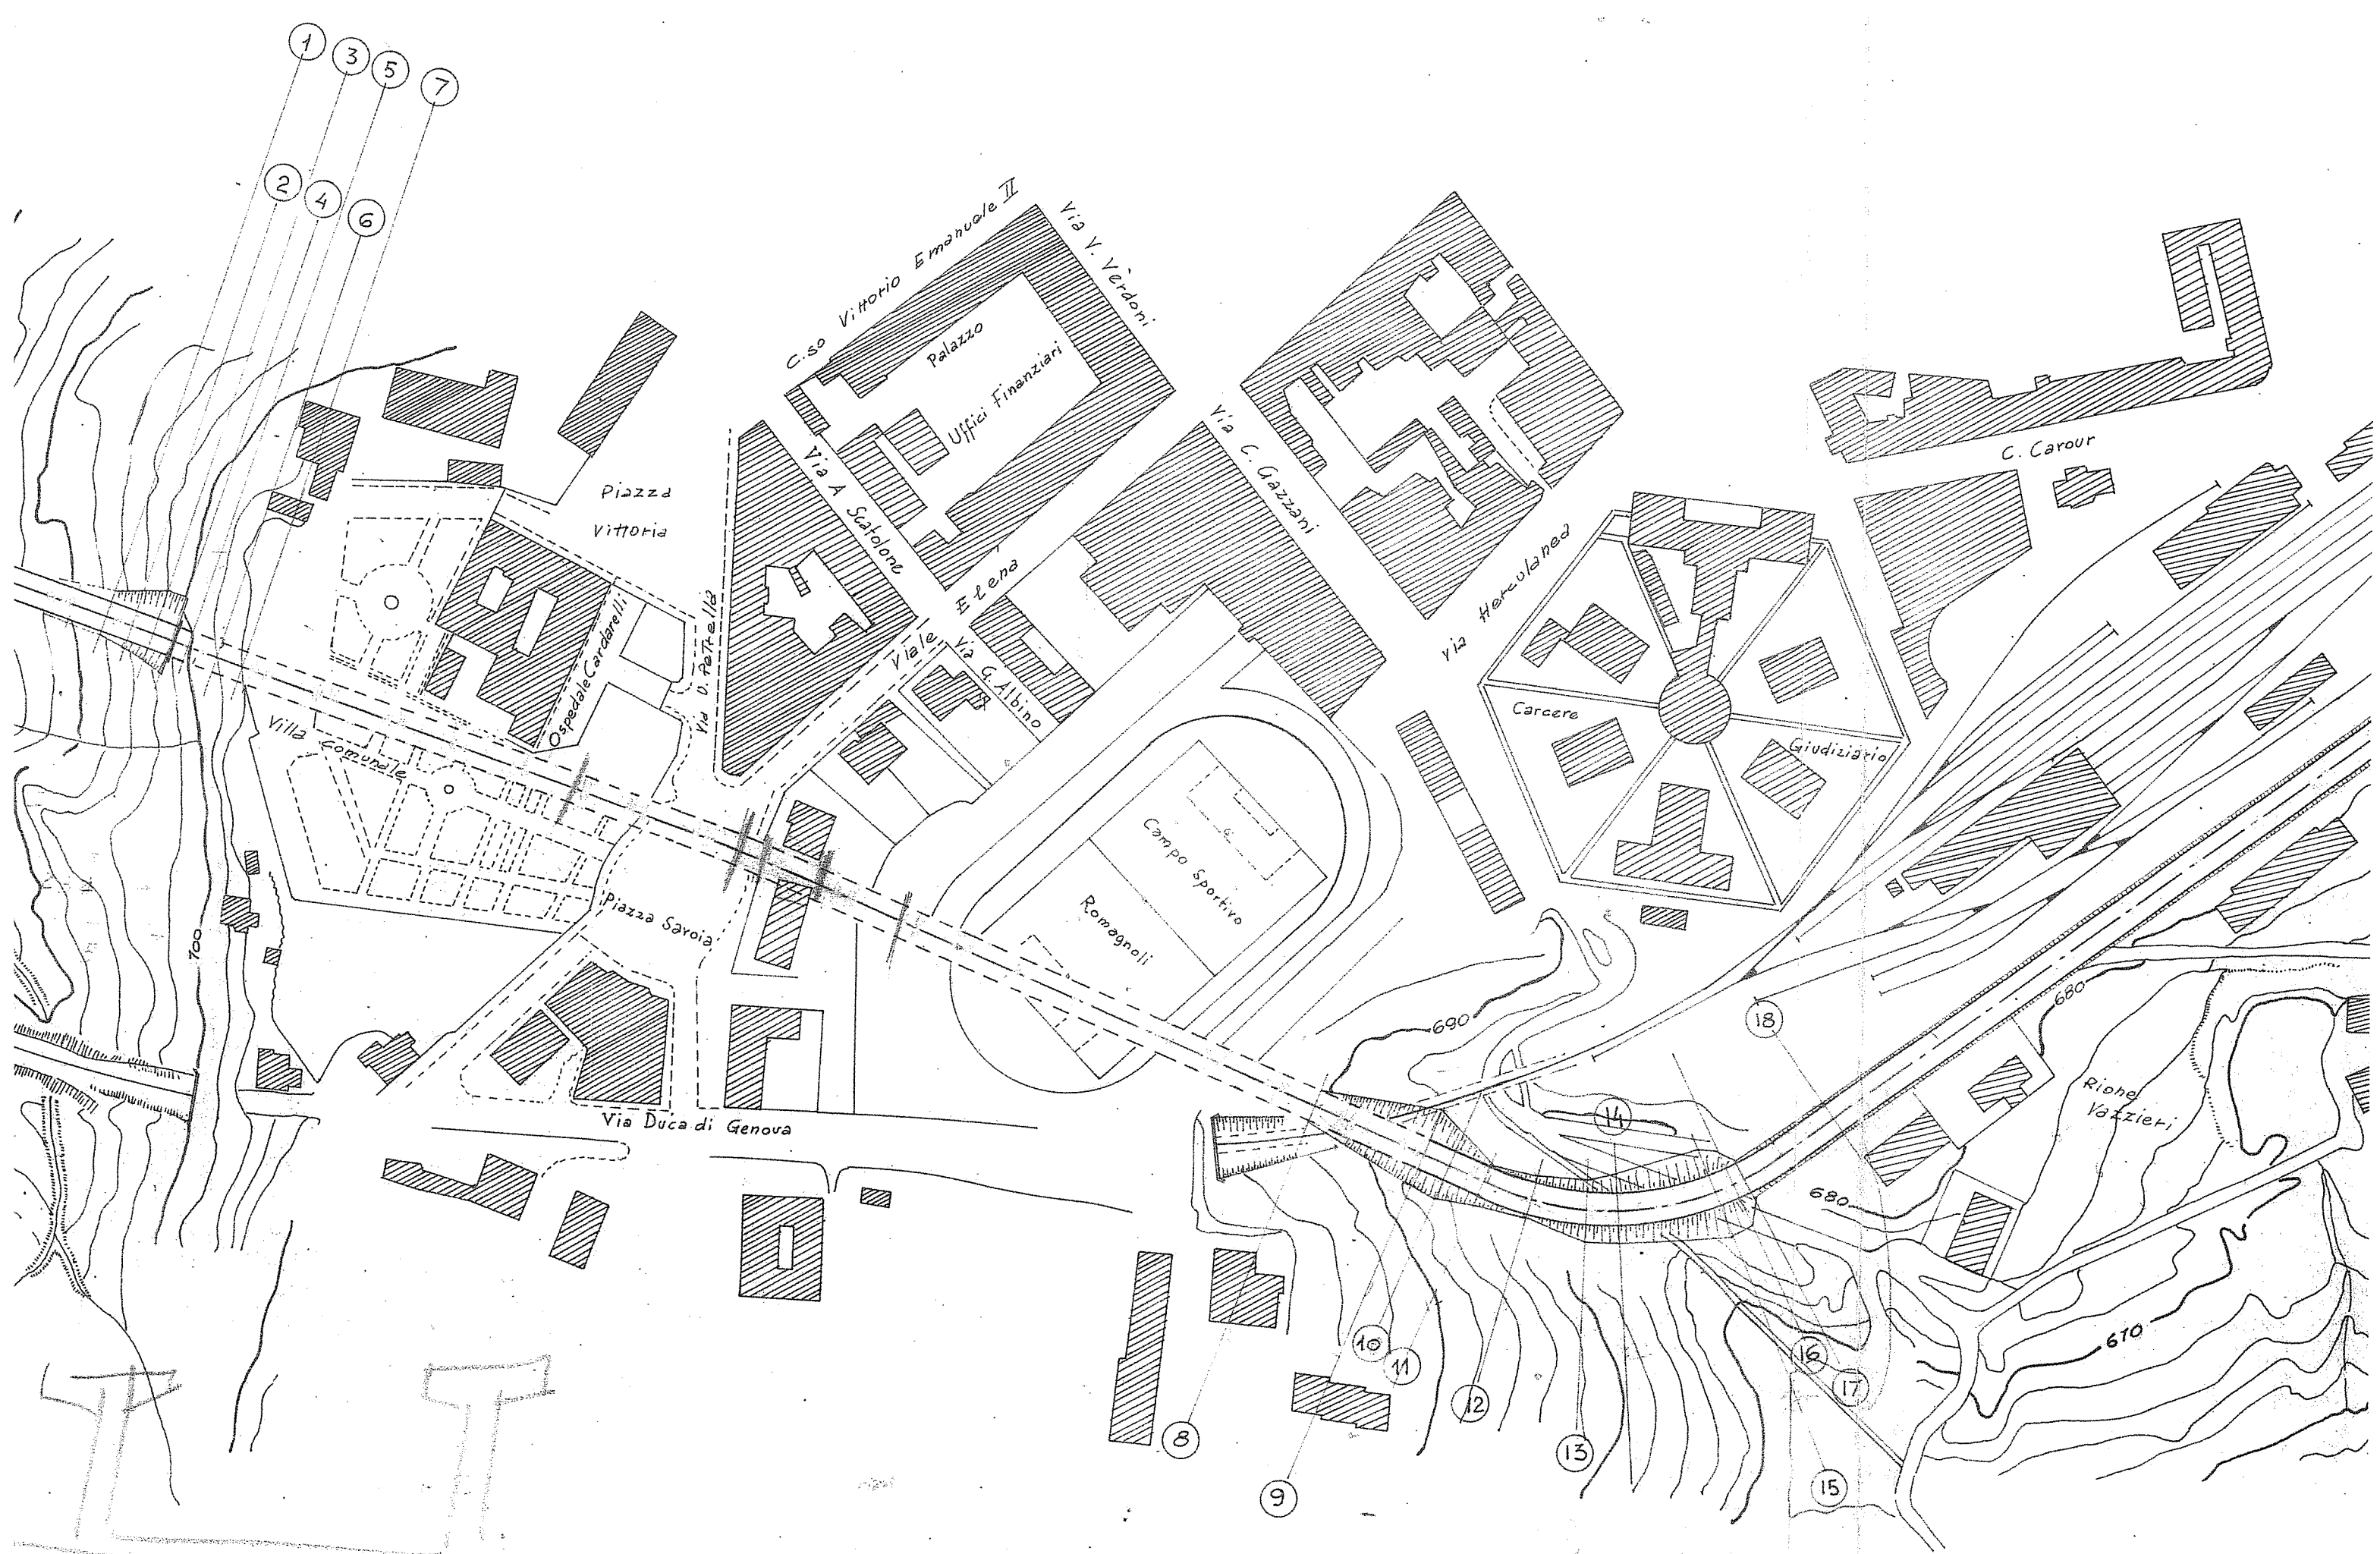 1
3
5
7
2
4
6
C.so Vittorio Emanuele II
Via V. Verdoni
Palazzo
Uffici Finanziari
Piazza
Vittoria
Via A Scatolone
Via C. Gazzani
C. Carour
Via Herculanea
Viale Elena
Via G. Albino
Via D. Patrella
Ospedale Cardarelli
Carcere
Giudiziario
Villa
Comunale
Campo Sportivo
Romagnoli
Piazza Savoia
700
690
680
18
Rione
Vazzieri
Via Duca di Genova
14
680
670
10
11
16
17
12
8
13
15
9